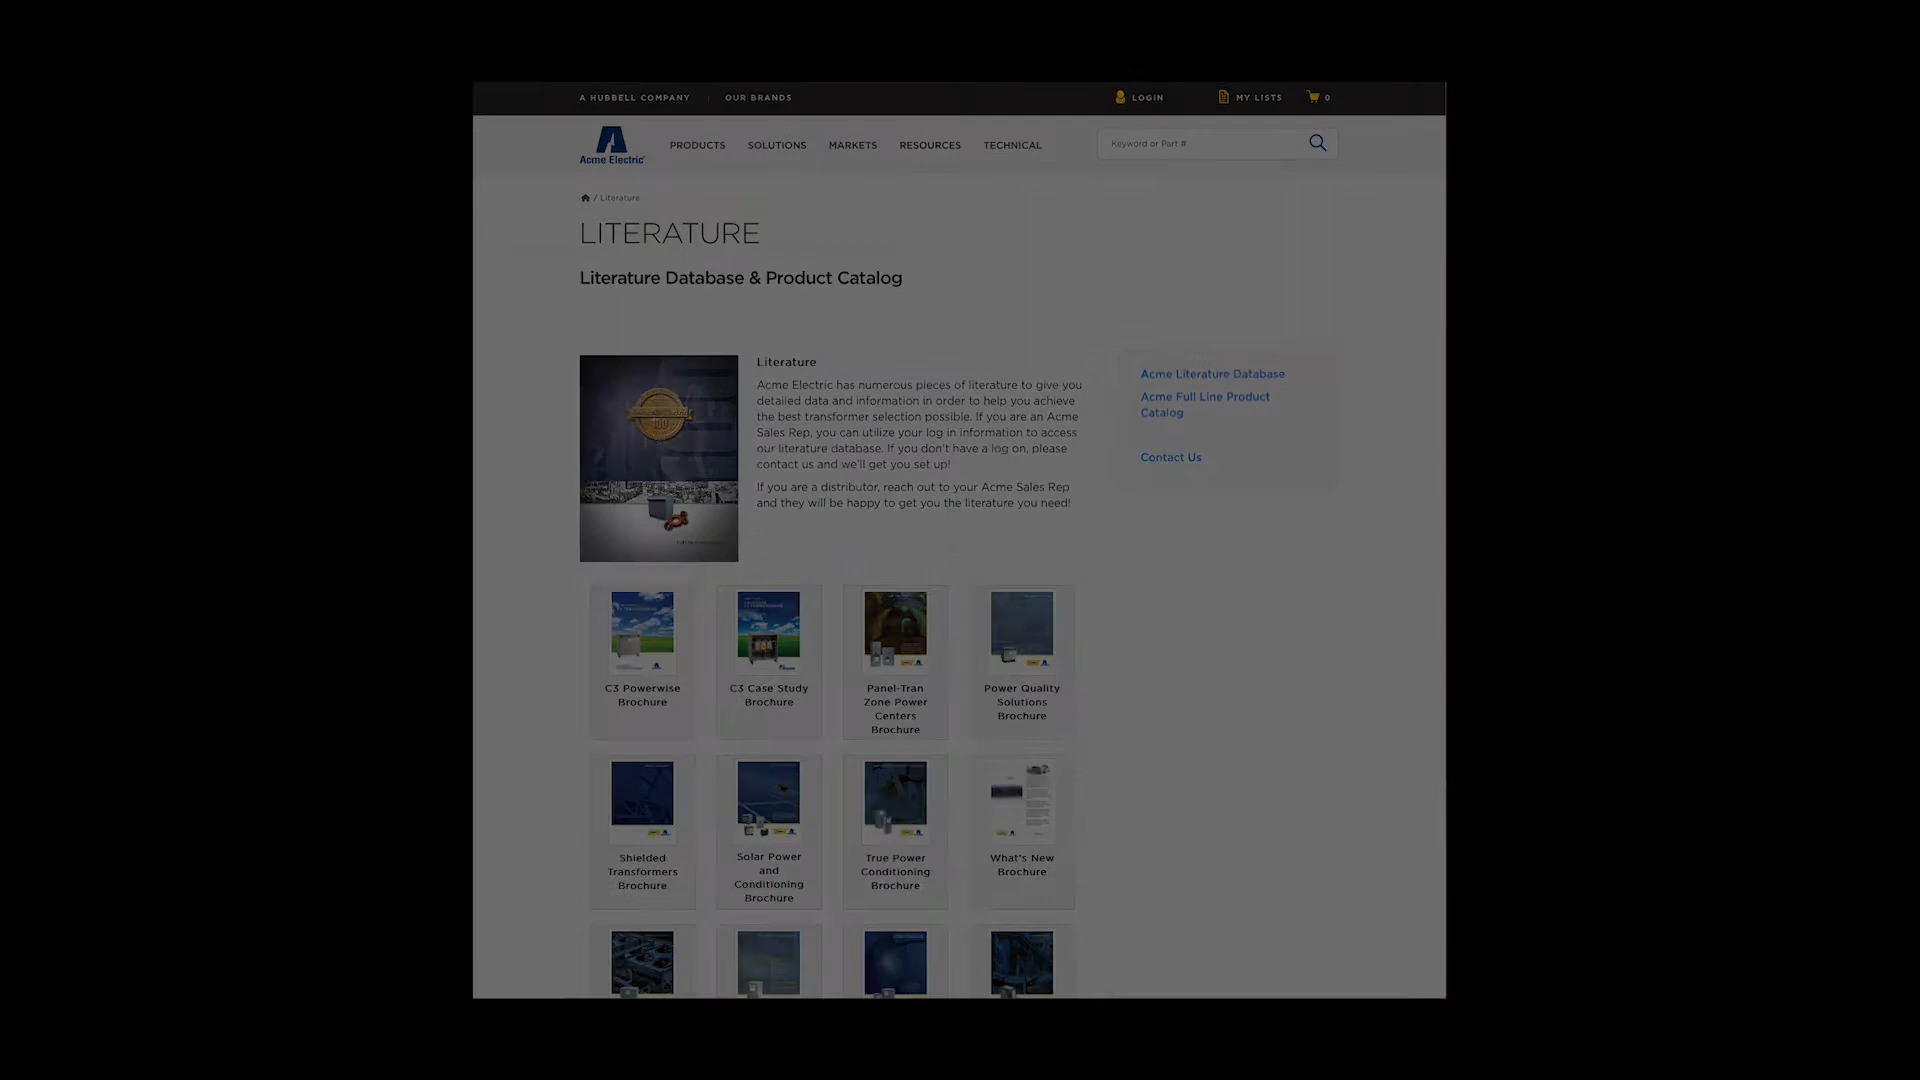 A HUBBELL COMPANY | OUR BRANDS
LOGIN
MY LISTS
0
Acme Electric
PRODUCTS
SOLUTIONS
MARKETS
RESOURCES
TECHNICAL
Keyword or Part #
/ Literature
LITERATURE
Literature Database & Product Catalog
Literature
Acme Electric has numerous pieces of literature to give you
detailed data and information in order to help you achieve
the best transformer selection possible. If you are an Acme
Sales Rep, you can utilize your log in information to access
our literature database. If you don't have a log on, please
contact us and we'll get you set up!
If you are a distributor, reach out to your Acme Sales Rep
and they will be happy to get you the literature you need!
Acme Literature Database
Acme Full Line Product
Catalog
Contact Us
100
C3 Powerwise
Brochure
C3 Case Study
Brochure
Panel-Tran
Zone Power
Centers
Brochure
Power Quality
Solutions
Brochure
Shielded
Transformers
Brochure
Solar Power
and
Conditioning
Brochure
True Power
Conditioning
Brochure
What's New
Brochure